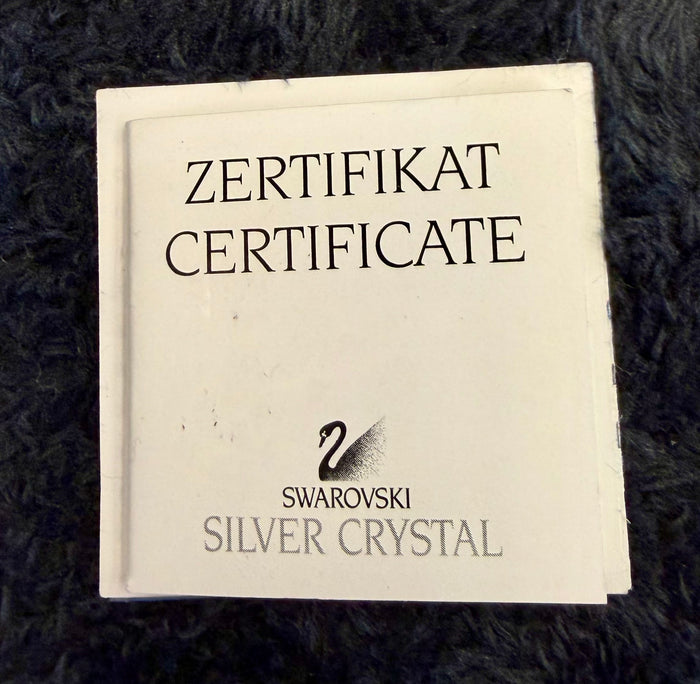 ZERTIFIKAT
CERTIFICATE
SWAROVSKI
SILVER CRYSTAL